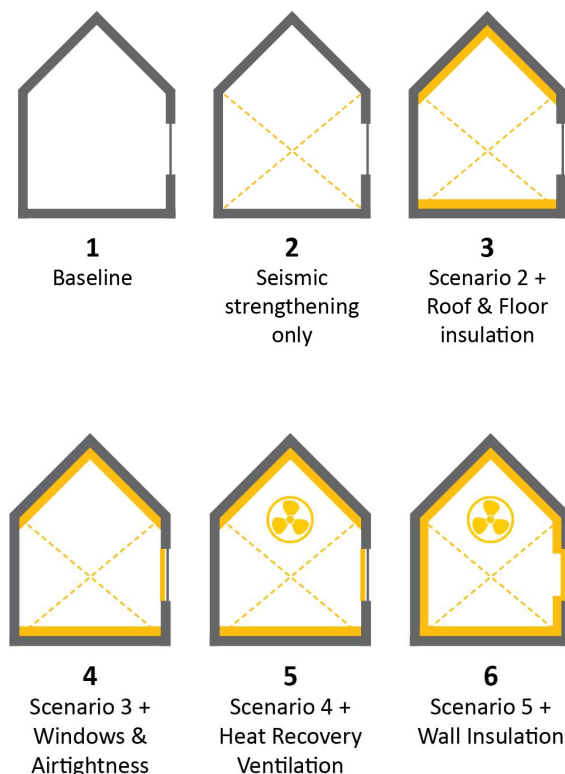 1
Baseline
2
Seismic
strengthening
only
3
Scenario 2 +
Roof & Floor
insulation
4
Scenario 3 +
Windows &
Airtightness
5
Scenario 4 +
Heat Recovery
Ventilation
6
Scenario 5 +
Wall Insulation